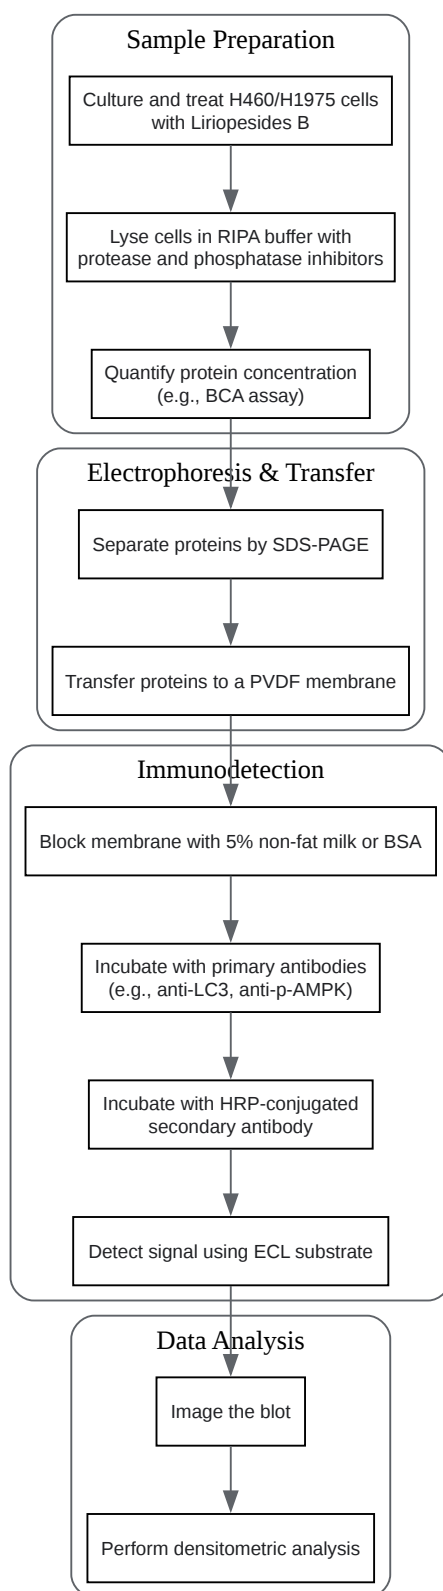 Sample Preparation
Culture and treat H460/H1975 cells
with Liriopesides B
Lyse cells in RIPA buffer with
protease and phosphatase inhibitors
Quantify protein concentration
(e.g., BCA assay)
Electrophoresis & Transfer
Separate proteins by SDS-PAGE
Transfer proteins to a PVDF membrane
Immunodetection
Block membrane with 5% non-fat milk or BSA
Incubate with primary antibodies
(e.g., anti-LC3, anti-p-AMPK)
Incubate with HRP-conjugated
secondary antibody
Detect signal using ECL substrate
Data Analysis
Image the blot
Perform densitometric analysis